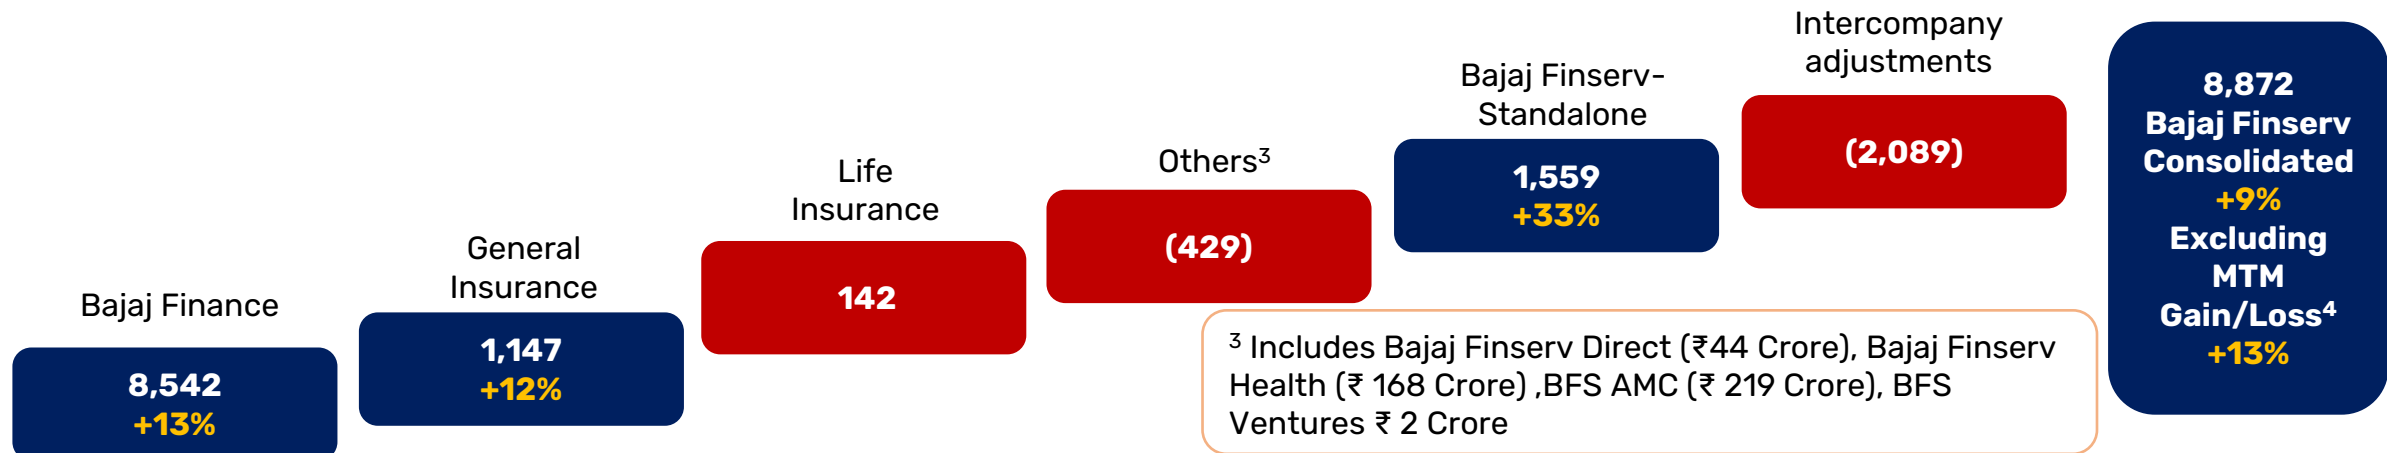 Bajaj Finance
8,542
+13%
General
Insurance
1,147
+12%
Life
Insurance
142
Others³
(429)
Bajaj Finserv-
Standalone
1,559
+33%
Intercompany
adjustments
(2,089)
8,872
Bajaj Finserv
Consolidated
+9%
Excluding
MTM
Gain/Loss⁴
+13%
³ Includes Bajaj Finserv Direct (₹44 Crore), Bajaj Finserv
Health (₹ 168 Crore) ,BFS AMC (₹ 219 Crore), BFS
Ventures ₹ 2 Crore